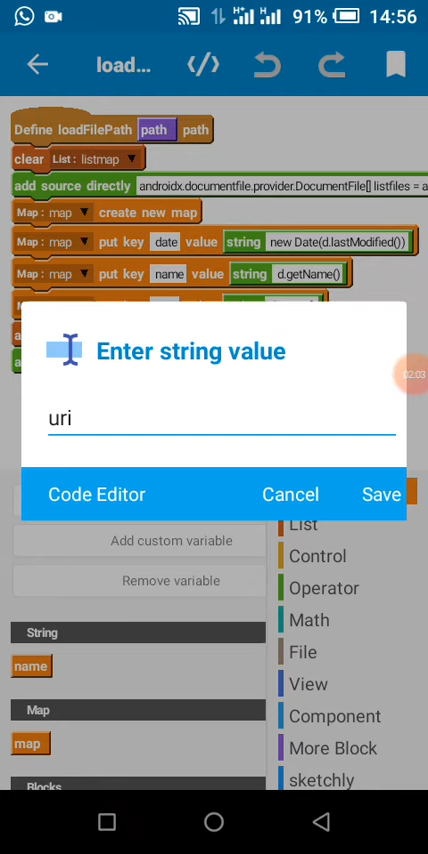 91% 14:56
load...
Define loadFilePath path path
clear List : listmap
add source directly androidx.documentfile.provider.DocumentFile[] listfiles = a
Map : map create new map
Map : map put key date value string new Date(d.lastModified())
Map : map put key name value string d.getName()
Enter string value
02:03
uri
Code Editor Cancel Save
List
Add custom variable
Control
Remove variable
Operator
Math
String
File
name
View
Map
Component
map
More Block
sketchly
Blocks